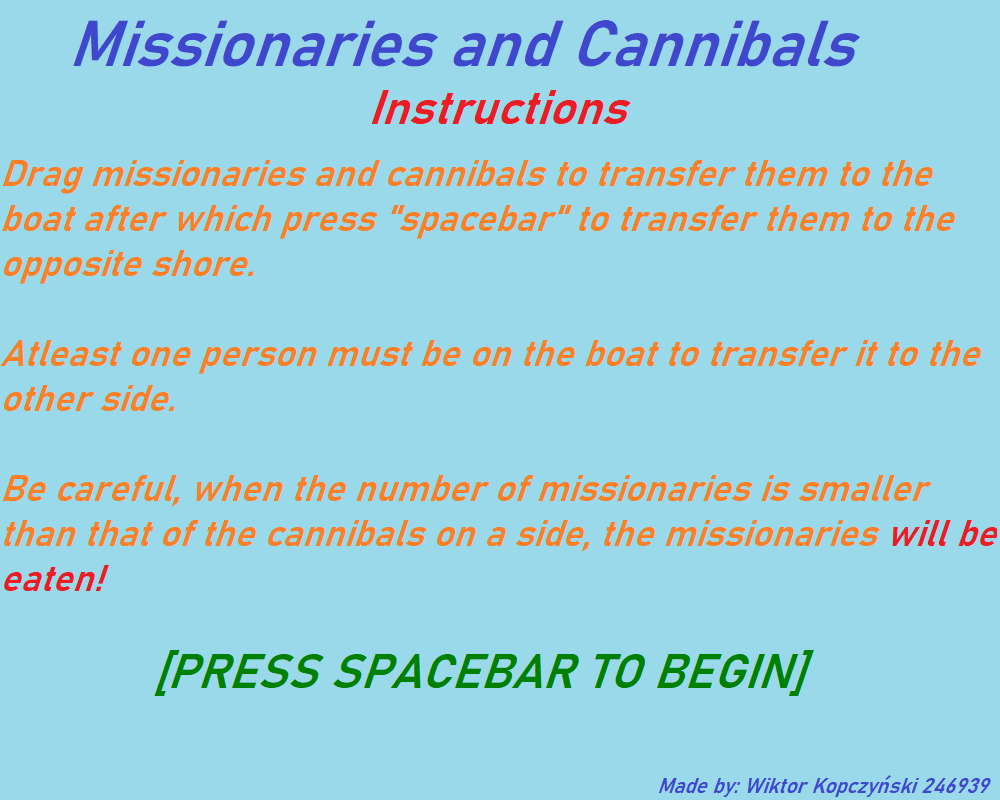 Missionaries and Cannibals
Instructions
Drag missionaries and cannibals to transfer them to the
boat after which press "spacebar" to transfer them to the
opposite shore.
Atleast one person must be on the boat to transfer it to the
other side.
Be careful, when the number of missionaries is smaller
than that of the cannibals on a side, the missionaries will be
eaten!
[PRESS SPACEBAR TO BEGIN]
Made by: Wiktor Kopczyński 246939